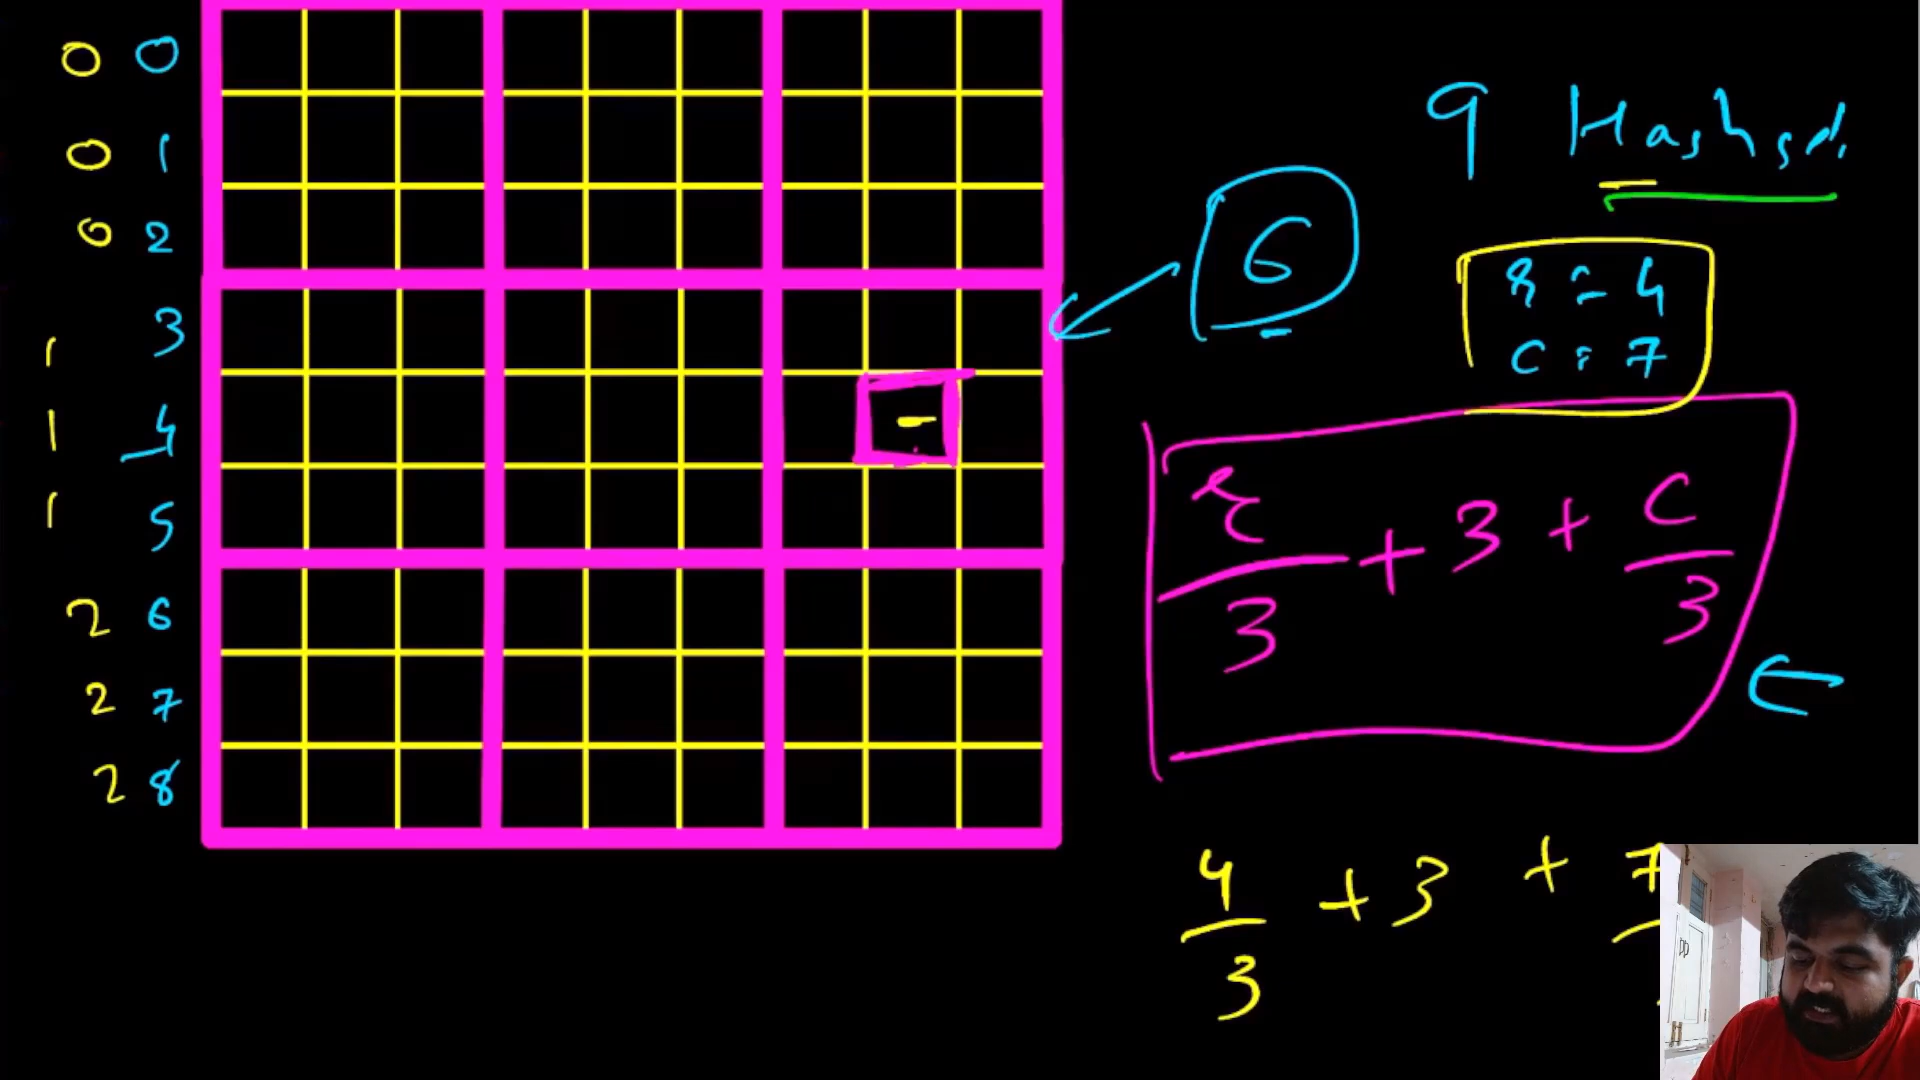 0 0
0 1
0 2
1 3
1 4
1 5
2 6
2 7
2 8
6
9 Hashset
r = 4
c = 7
r/3 + 3 + c/3
4/3 + 3 + 7